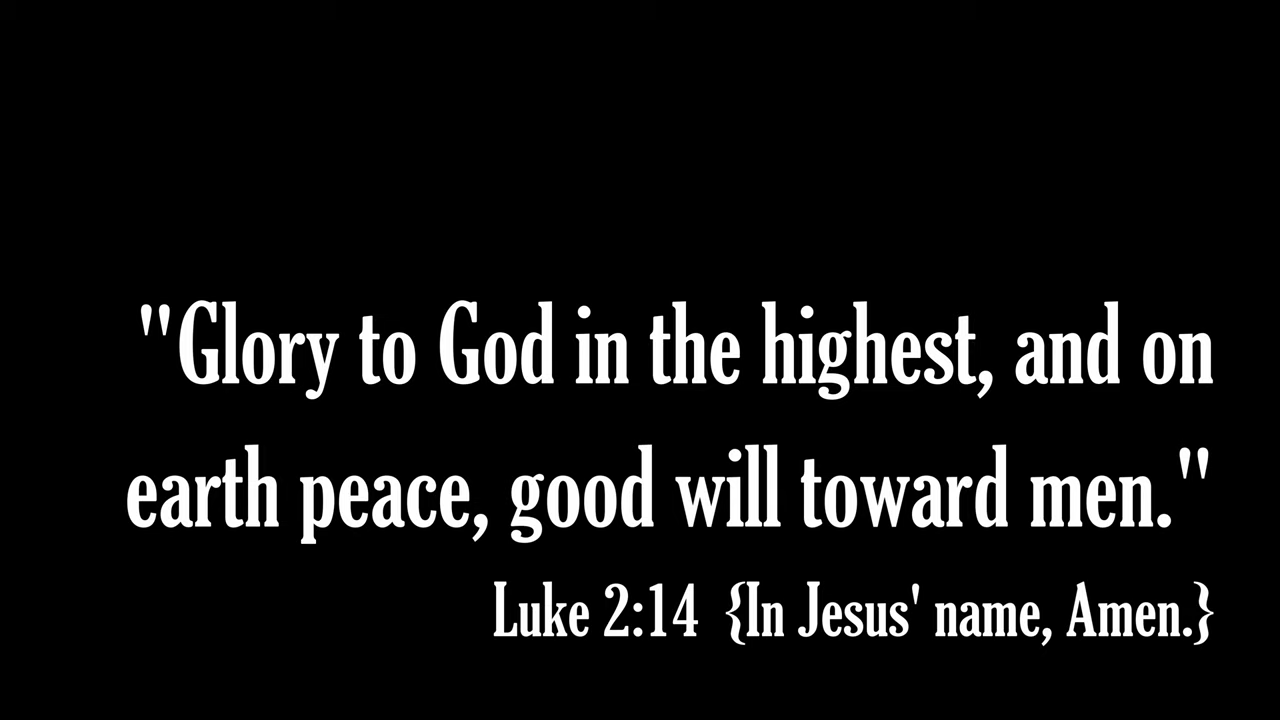 "Glory to God in the highest, and on
earth peace, good will toward men."
Luke 2:14  {In Jesus' name, Amen.}